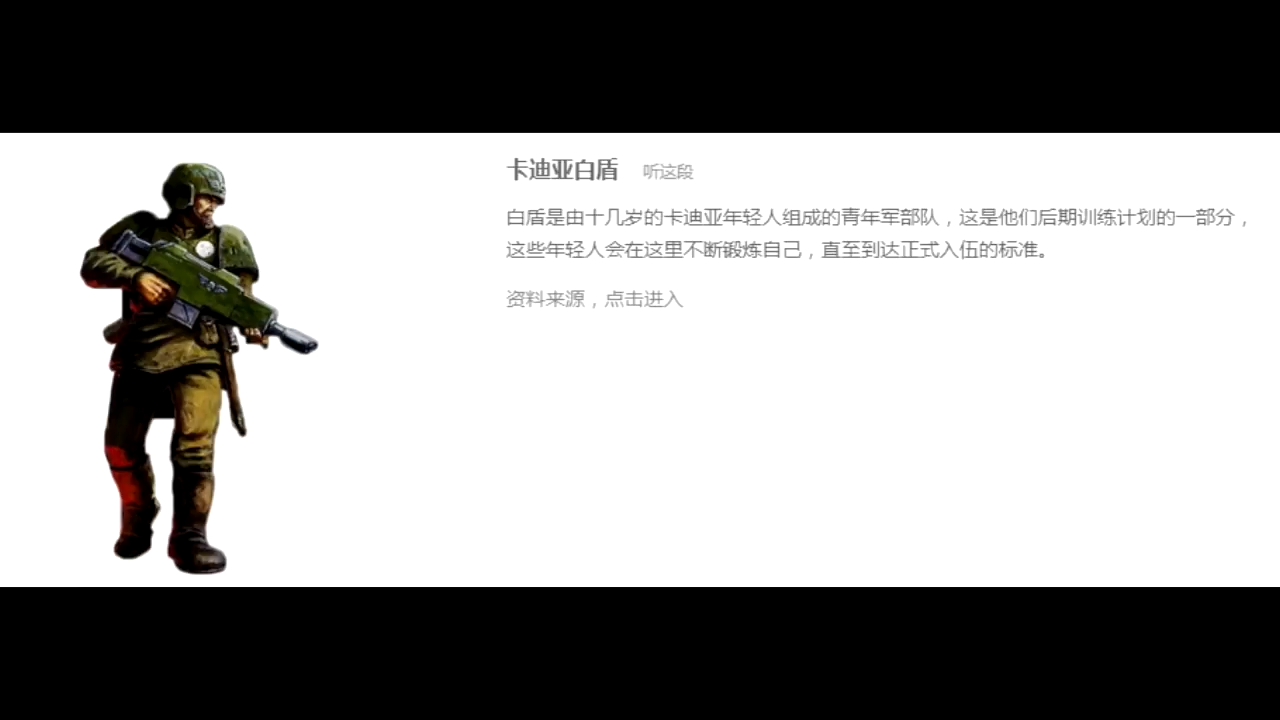 卡迪亚白盾 听这段
白盾是由十几岁的卡迪亚年轻人组成的青年军部队，这是他们后期训练计划的一部分，
这些年轻人会在这里不断锻炼自己，直至到达正式入伍的标准。
资料来源，点击进入